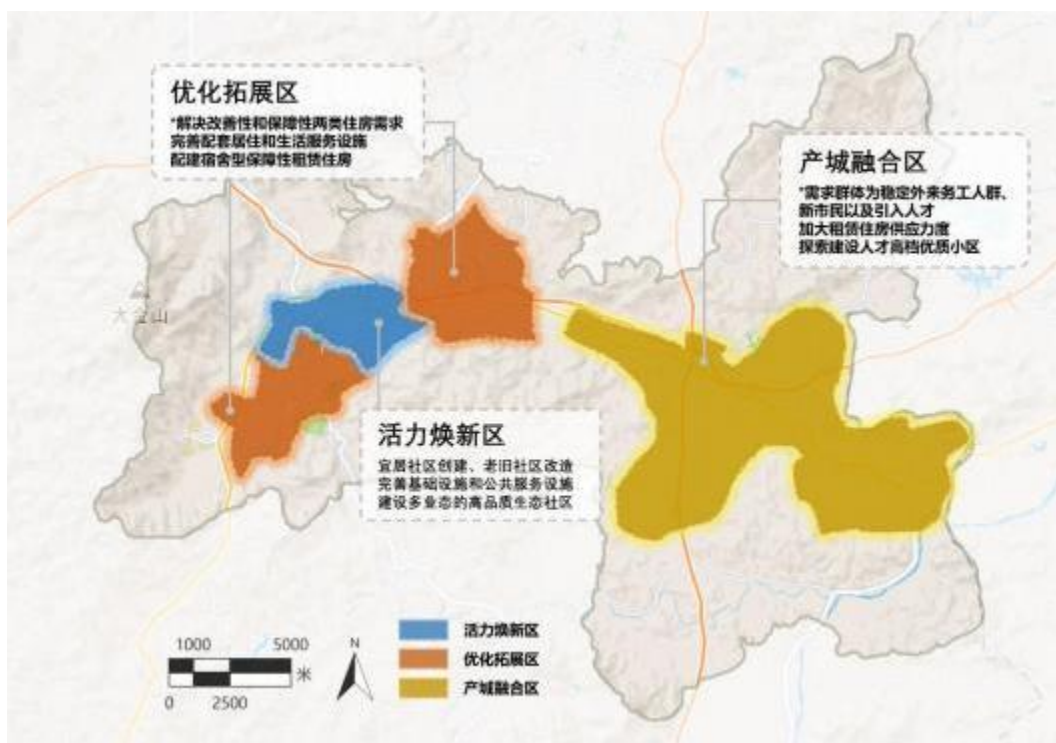 优化拓展区
*解决改善性和保障性两类住房需求
完善配套居住和生活服务设施
配建宿舍型保障性租赁住房
产城融合区
*需求群体为稳定外来务工人群、
新市民以及引入人才
加大租赁住房供应力度
探索建设人才高档优质小区
活力焕新区
宜居社区创建、老旧社区改造
完善基础设施和公共服务设施
建设多业态的高品质生态社区
1000 5000
米
0 2500
N
活力焕新区
优化拓展区
产城融合区